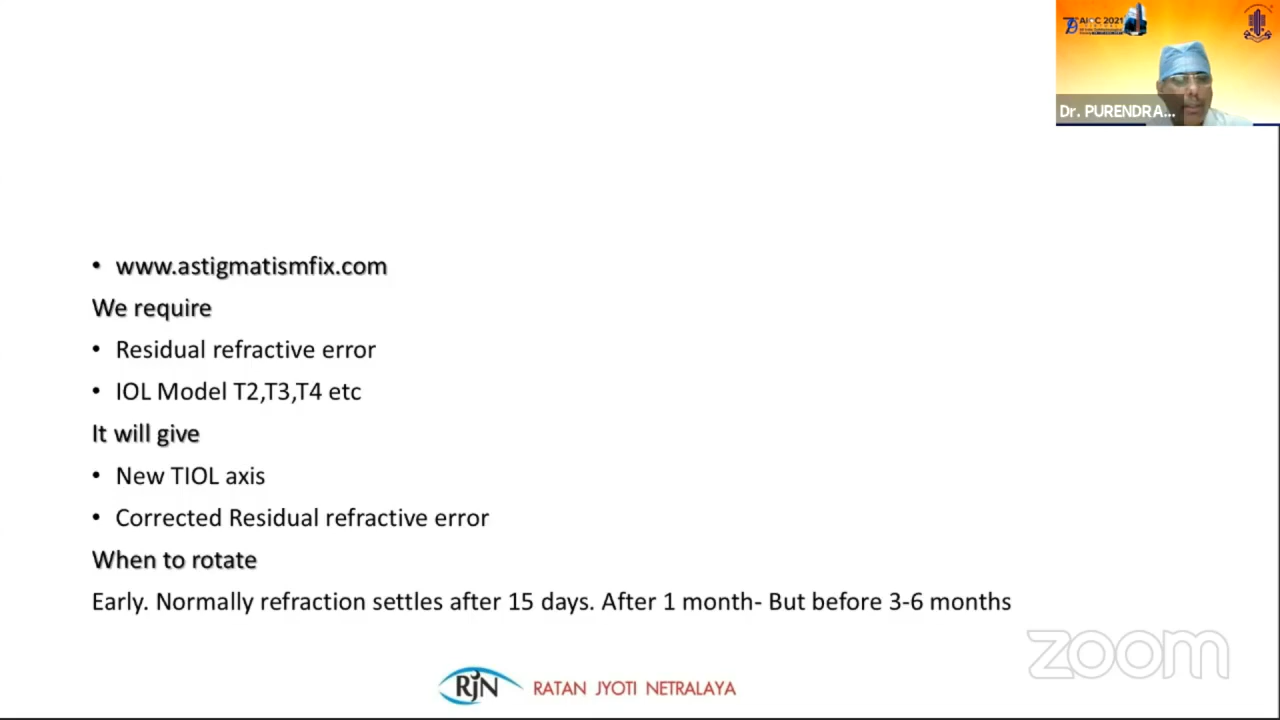 AIOC 2021
Dr. PURENDRA...
• www.astigmatismfix.com
We require
• Residual refractive error
• IOL Model T2,T3,T4 etc
It will give
• New TIOL axis
• Corrected Residual refractive error
When to rotate
Early. Normally refraction settles after 15 days. After 1 month- But before 3-6 months
zoom
RJN RATAN JYOTI NETRALAYA